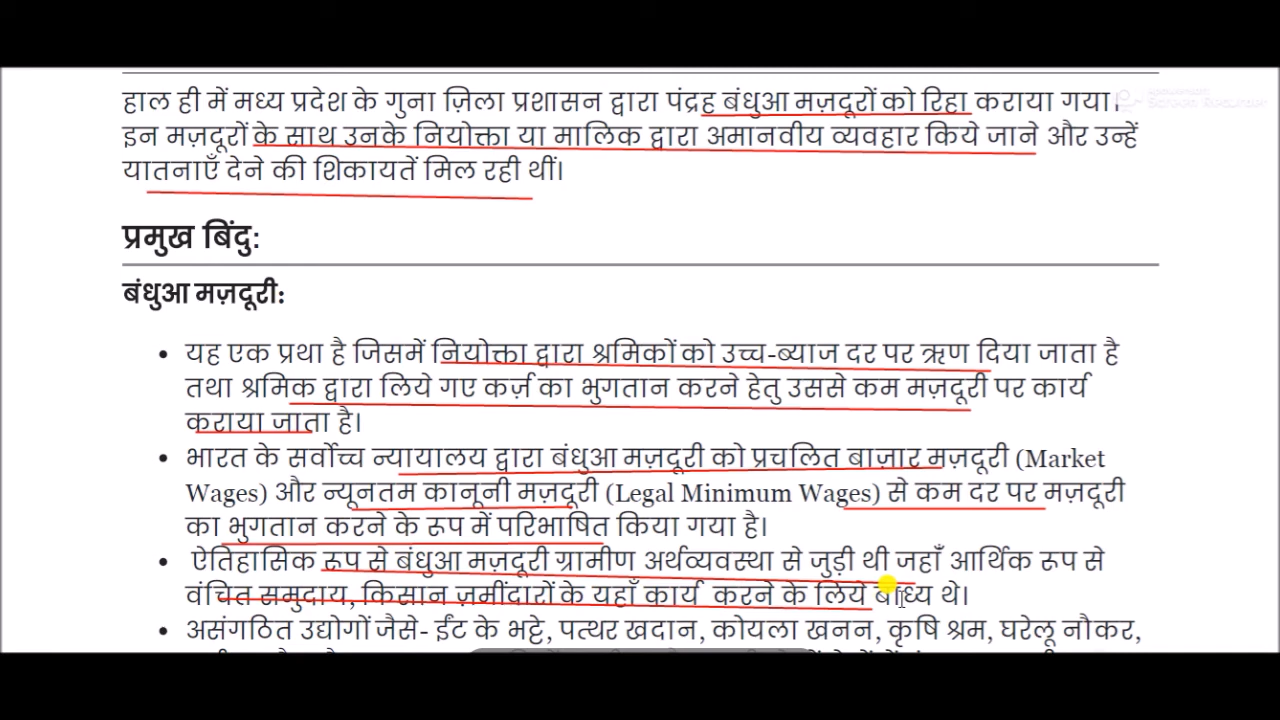 हाल ही में मध्य प्रदेश के गुना ज़िला प्रशासन द्वारा पंद्रह बंधुआ मज़दूरों को रिहा कराया गया।
इन मज़दूरों के साथ उनके नियोक्ता या मालिक द्वारा अमानवीय व्यवहार किये जाने और उन्हें
यातनाएँ देने की शिकायतें मिल रही थीं।
प्रमुख बिंदु:
बंधुआ मज़दूरी:
• यह एक प्रथा है जिसमें नियोक्ता द्वारा श्रमिकों को उच्च-ब्याज दर पर ऋण दिया जाता है
तथा श्रमिक द्वारा लिये गए कर्ज़ का भुगतान करने हेतु उससे कम मज़दूरी पर कार्य
कराया जाता है।
• भारत के सर्वोच्च न्यायालय द्वारा बंधुआ मज़दूरी को प्रचलित बाज़ार मज़दूरी (Market
Wages) और न्यूनतम कानूनी मज़दूरी (Legal Minimum Wages) से कम दर पर मज़दूरी
का भुगतान करने के रूप में परिभाषित किया गया है।
• ऐतिहासिक रूप से बंधुआ मज़दूरी ग्रामीण अर्थव्यवस्था से जुड़ी थी जहाँ आर्थिक रूप से
वंचित समुदाय, किसान ज़मींदारों के यहाँ कार्य करने के लिये बाध्य थे।
• असंगठित उद्योगों जैसे- ईंट के भट्टे, पत्थर खदान, कोयला खनन, कृषि श्रम, घरेलू नौकर,